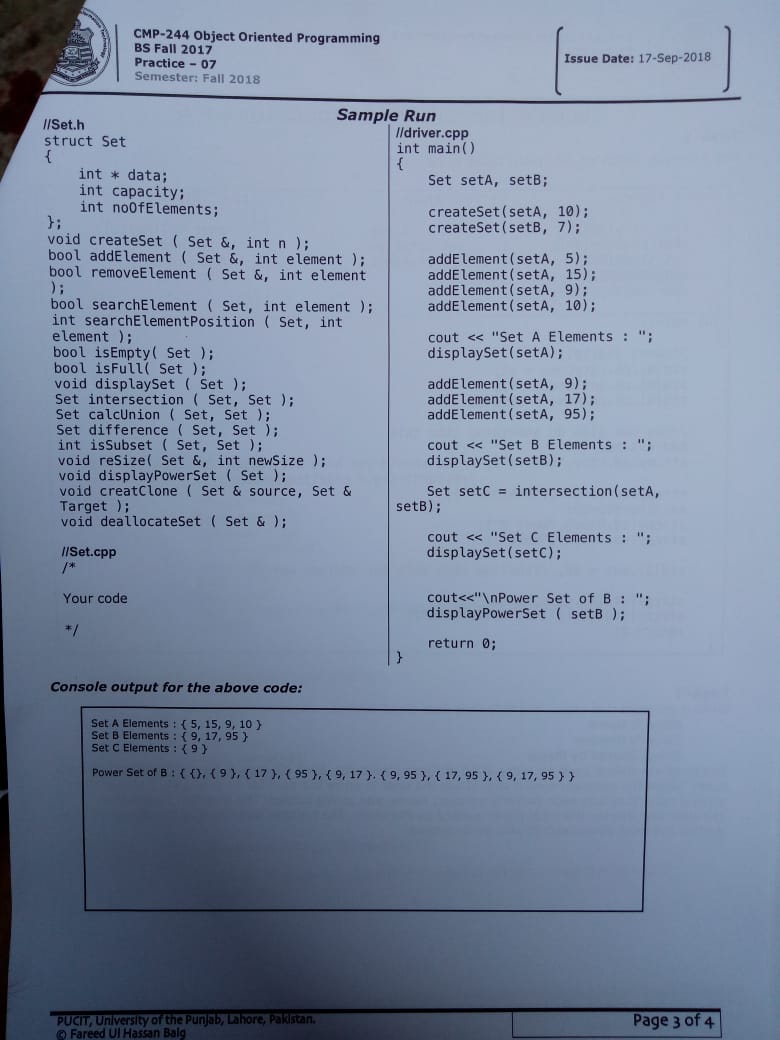 CMP-244 Object Oriented Programming
BS Fall 2017
Practice – 07
Semester: Fall 2018
Issue Date: 17-Sep-2018
Sample Run
//Set.h
struct Set
{
int * data;
int capacity;
int noOfElements;
};
void createSet ( Set &, int n );
bool addElement ( Set &, int element );
bool removeElement ( Set &, int element
);
bool searchElement ( Set, int element );
int searchElementPosition ( Set, int
element );
bool isEmpty( Set );
bool isFull( Set );
void displaySet ( Set );
Set intersection ( Set, Set );
Set calcUnion ( Set, Set );
Set difference ( Set, Set );
int isSubset ( Set, Set );
void reSize( Set &, int newSize );
void displayPowerSet ( Set );
void creatClone ( Set & source, Set &
Target );
void deallocateSet ( Set & );
//Set.cpp
/*
Your code
*/
//driver.cpp
int main()
{
Set setA, setB;
createSet(setA, 10);
createSet(setB, 7);
addElement(setA, 5);
addElement(setA, 15);
addElement(setA, 9);
addElement(setA, 10);
cout << "Set A Elements : ";
displaySet(setA);
addElement(setA, 9);
addElement(setA, 17);
addElement(setA, 95);
cout << "Set B Elements : ";
displaySet(setB);
Set setC = intersection(setA,
setB);
cout << "Set C Elements : ";
displaySet(setC);
cout<<"\nPower Set of B : ";
displayPowerSet ( setB );
return 0;
}
Console output for the above code:
Set A Elements : { 5, 15, 9, 10 }
Set B Elements : { 9, 17, 95 }
Set C Elements : { 9 }
Power Set of B : { {}, { 9 }, { 17 }, { 95 }, { 9, 17 }. { 9, 95 }, { 17, 95 }, { 9, 17, 95 } }
PUCIT, University of the Punjab, Lahore, Pakistan.
© Fareed Ul Hassan Baig
Page 3 of 4